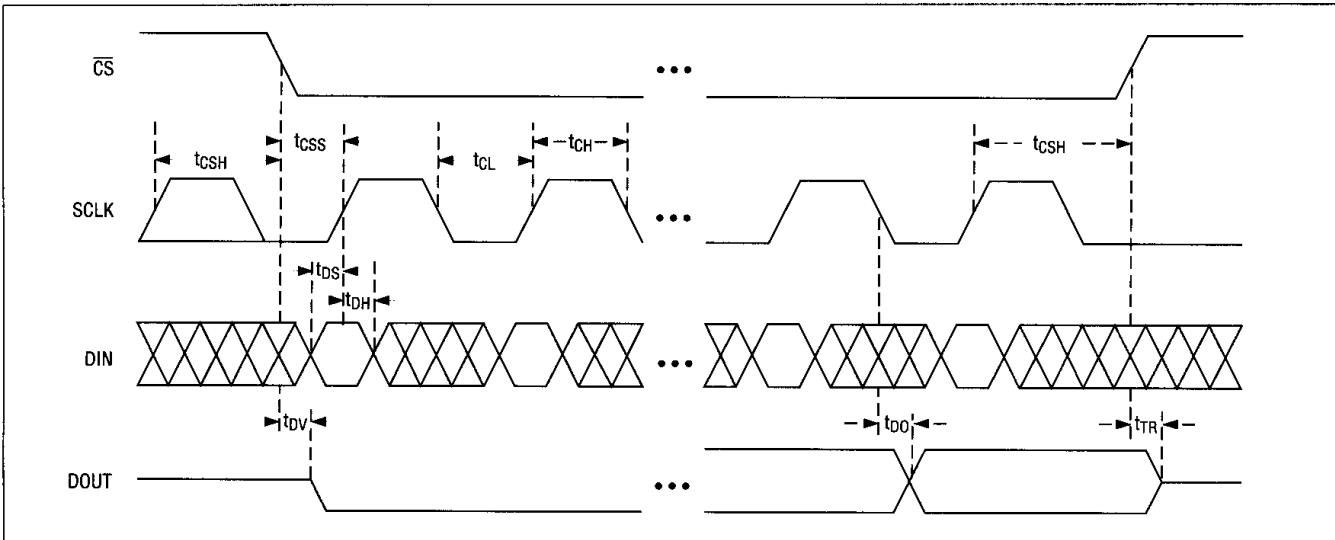 CS
•••
tCSS
tCSH
tCL
tCH
tCSH
SCLK
•••
tDS
tDH
DIN
•••
tDV
tDO
tTR
DOUT
•••